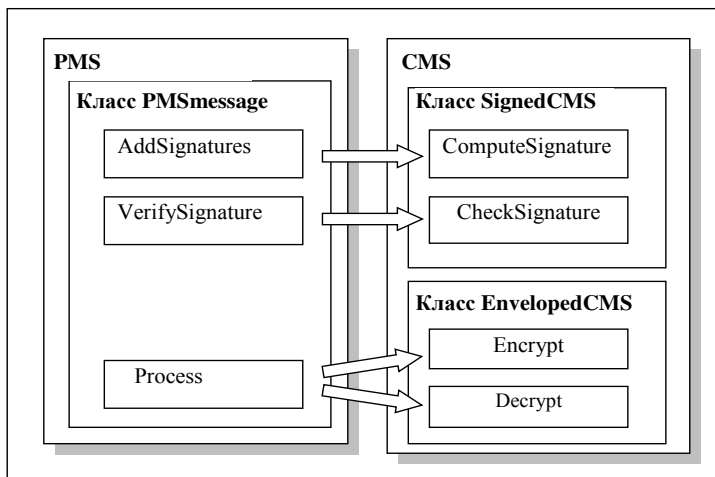 PMS
Класс PMSmessage
AddSignatures
VerifySignature
Process
CMS
Класс SignedCMS
ComputeSignature
CheckSignature
Класс EnvelopedCMS
Encrypt
Decrypt